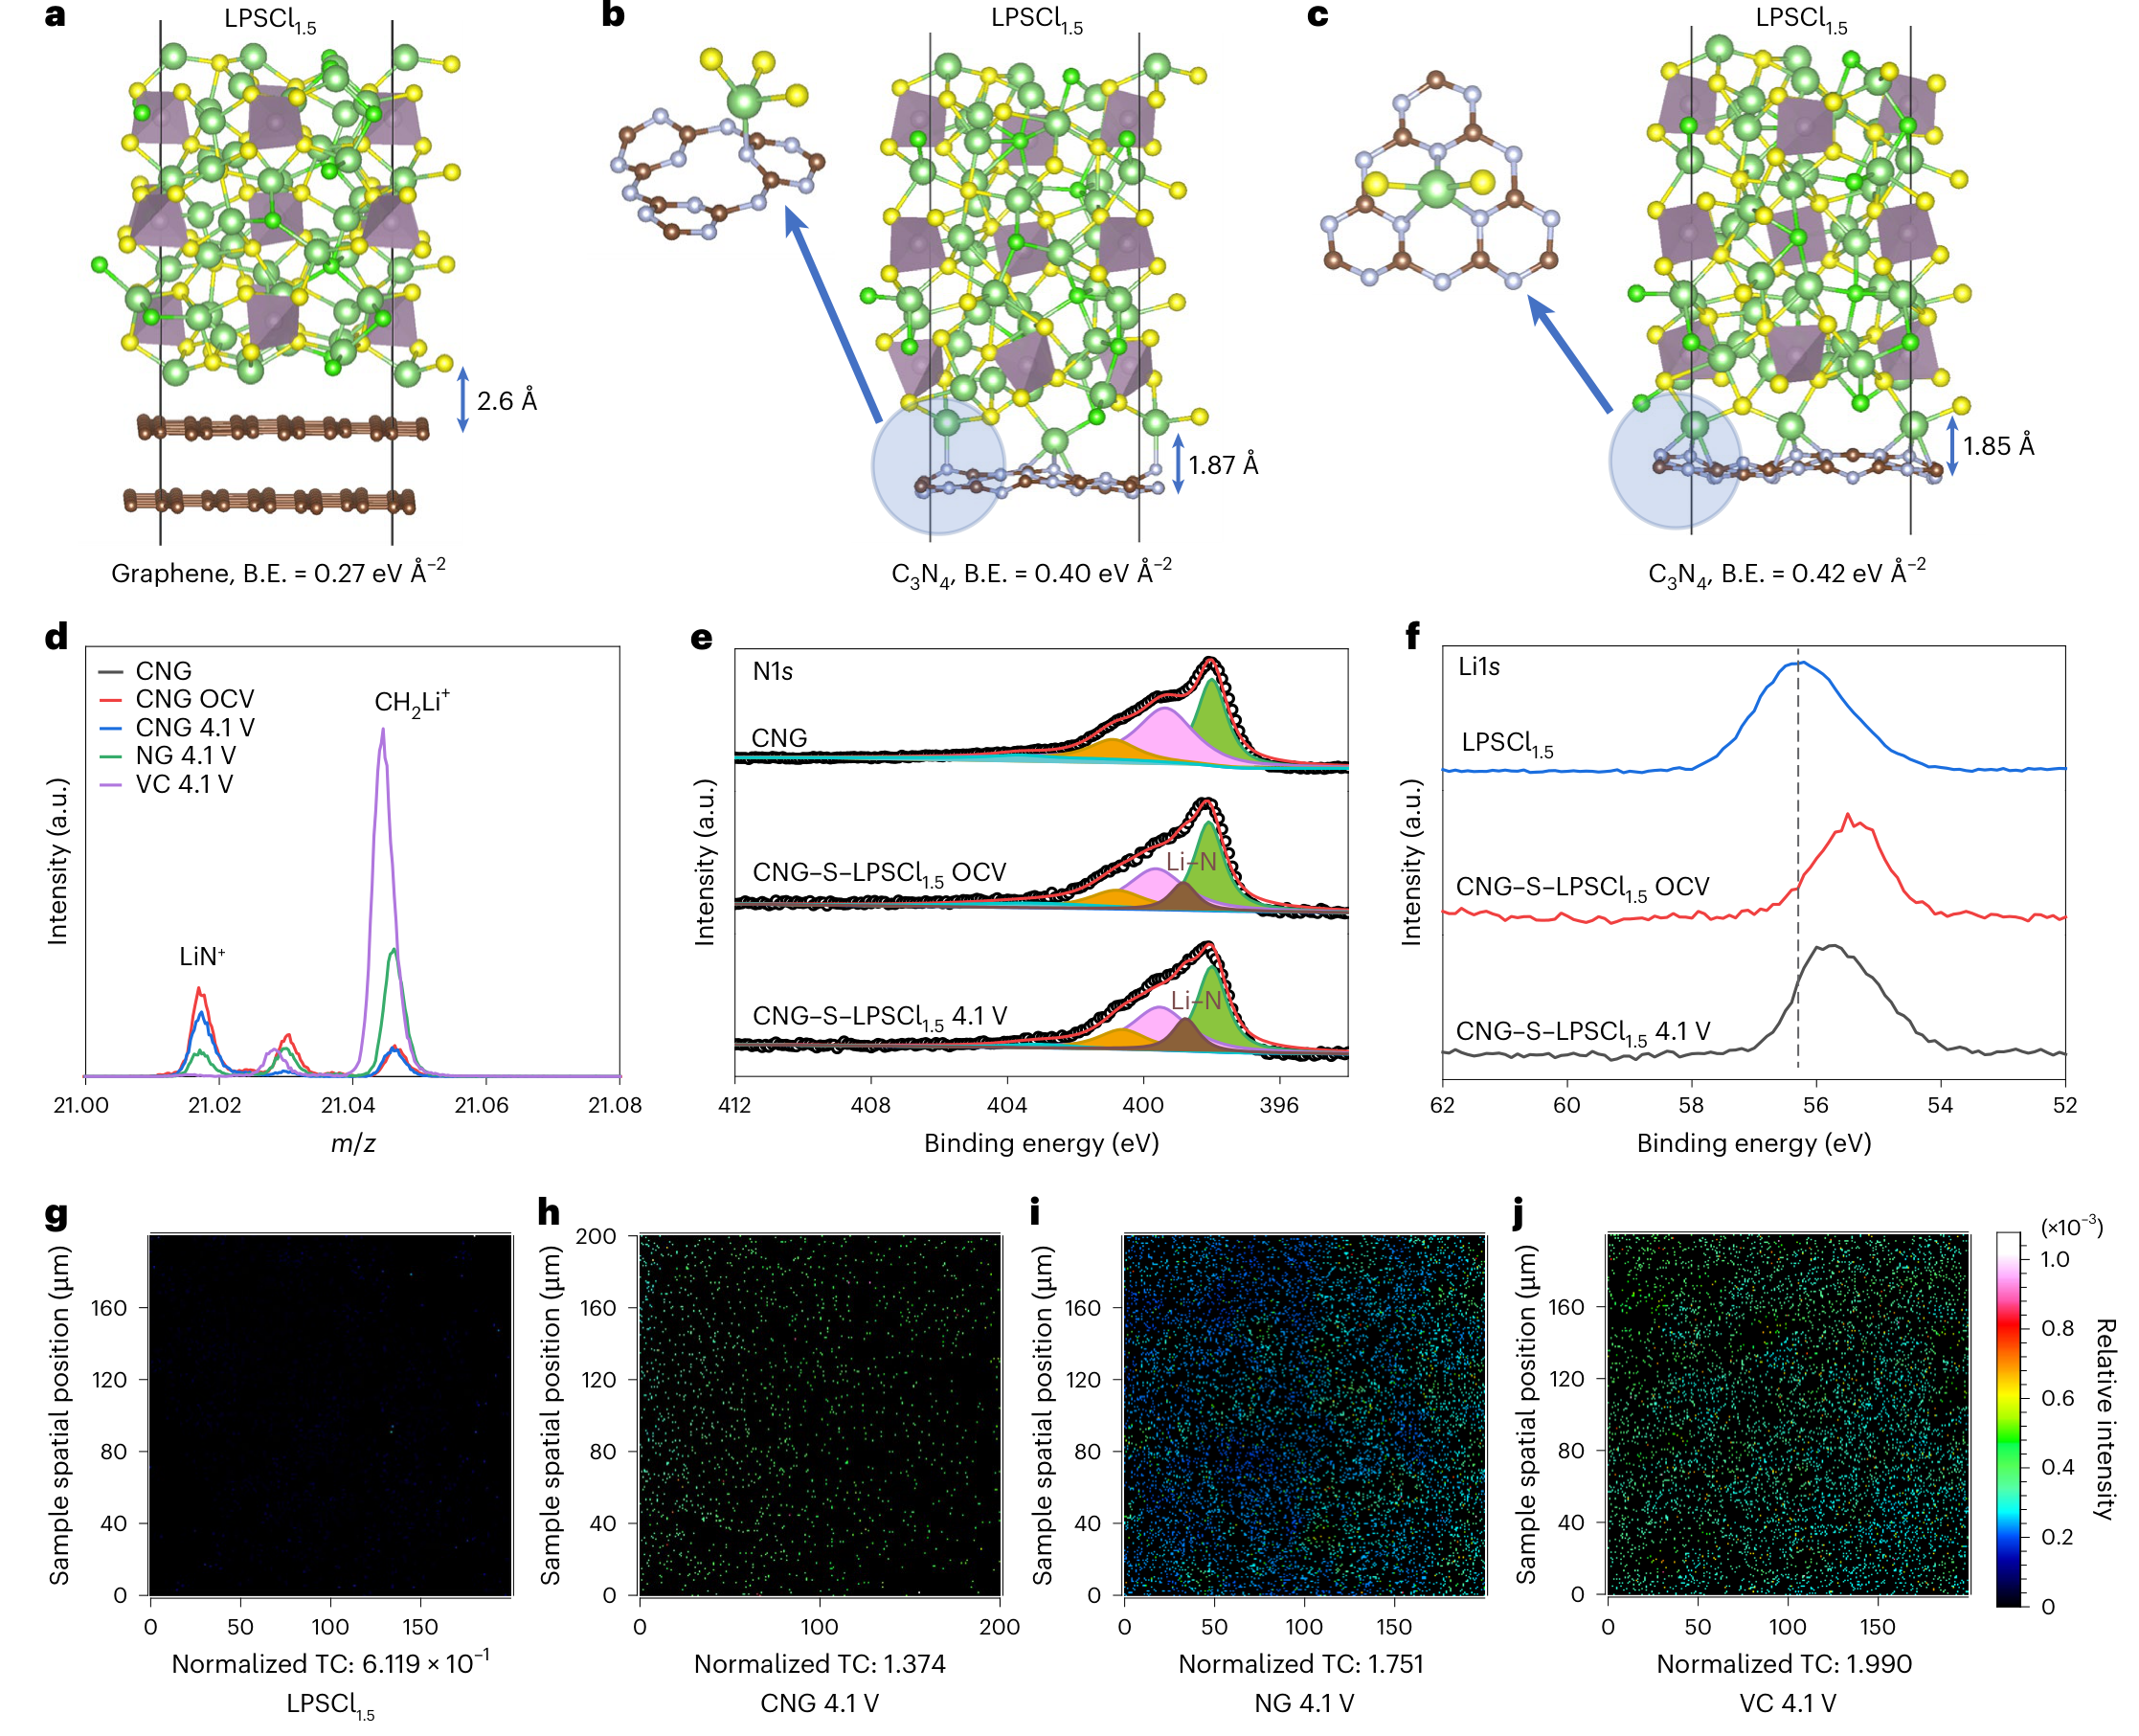 a
LPSCl1.5
2.6 Å
Graphene, B.E. = 0.27 eV Å−2
b
LPSCl1.5
1.87 Å
C3N4, B.E. = 0.40 eV Å−2
c
LPSCl1.5
1.85 Å
C3N4, B.E. = 0.42 eV Å−2
d
CNG
CNG OCV
CNG 4.1 V
NG 4.1 V
VC 4.1 V
CH2Li+
LiN+
Intensity (a.u.)
21.00 21.02 21.04 21.06 21.08
m/z
e
N1s
CNG
CNG–S–LPSCl1.5 OCV
Li–N
CNG–S–LPSCl1.5 4.1 V
Li–N
Intensity (a.u.)
412 408 404 400 396
Binding energy (eV)
f
Li1s
LPSCl1.5
CNG–S–LPSCl1.5 OCV
CNG–S–LPSCl1.5 4.1 V
Intensity (a.u.)
62 60 58 56 54 52
Binding energy (eV)
g
Sample spatial position (μm)
160
120
80
40
0
0 50 100 150
Normalized TC: 6.119 × 10−1
LPSCl1.5
h
Sample spatial position (μm)
200
160
120
80
40
0
0 100 200
Normalized TC: 1.374
CNG 4.1 V
i
Sample spatial position (μm)
160
120
80
40
0
0 50 100 150
Normalized TC: 1.751
NG 4.1 V
j
Sample spatial position (μm)
160
120
80
40
0
0 50 100 150
Normalized TC: 1.990
VC 4.1 V
(×10−3)
1.0
0.8
0.6
0.4
0.2
0
Relative intensity